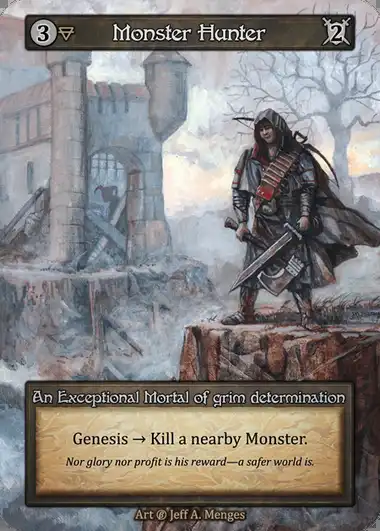 3 Monster Hunter 2
An Exceptional Mortal of grim determination
Genesis → Kill a nearby Monster.
Nor glory nor profit is his reward—a safer world is.
Art @ Jeff A. Menges